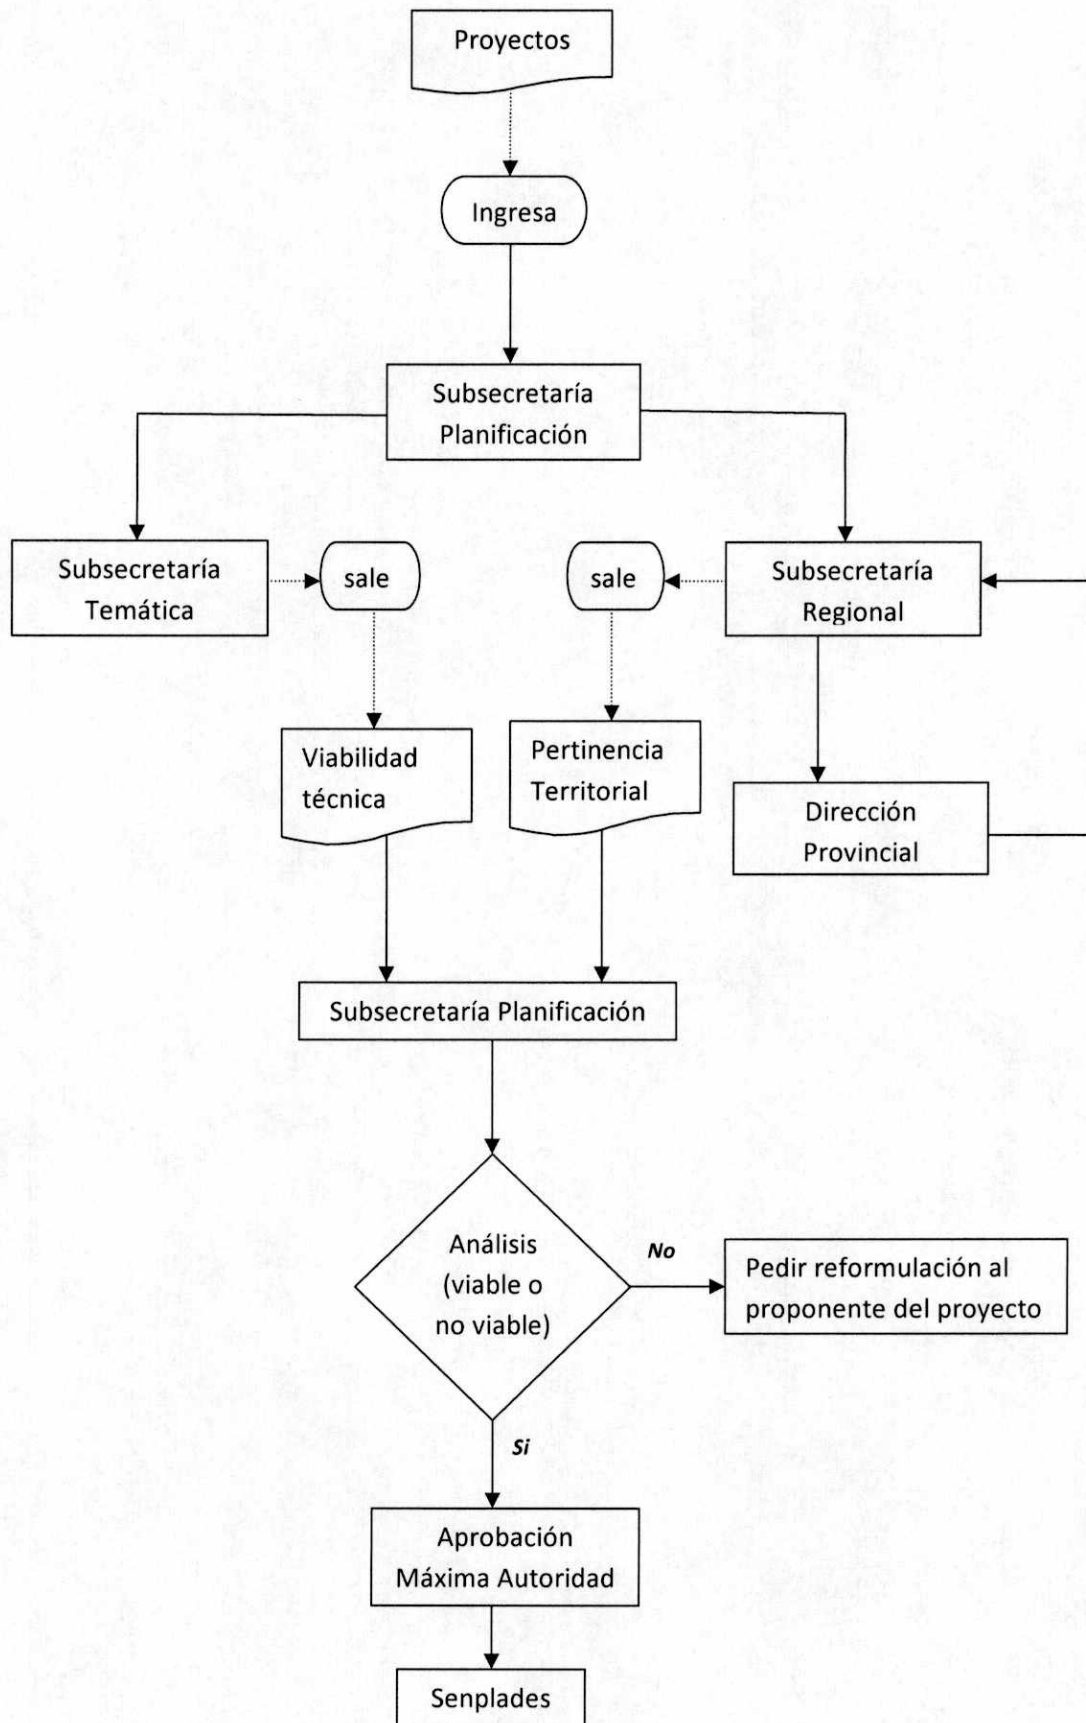 Proyectos
Ingresa
Subsecretaría
Planificación
Subsecretaría
Temática
sale
sale
Subsecretaría
Regional
Viabilidad
técnica
Pertinencia
Territorial
Dirección
Provincial
Subsecretaría Planificación
Análisis
(viable o
no viable)
No
Pedir reformulación al
proponente del proyecto
Si
Aprobación
Máxima Autoridad
Senplades